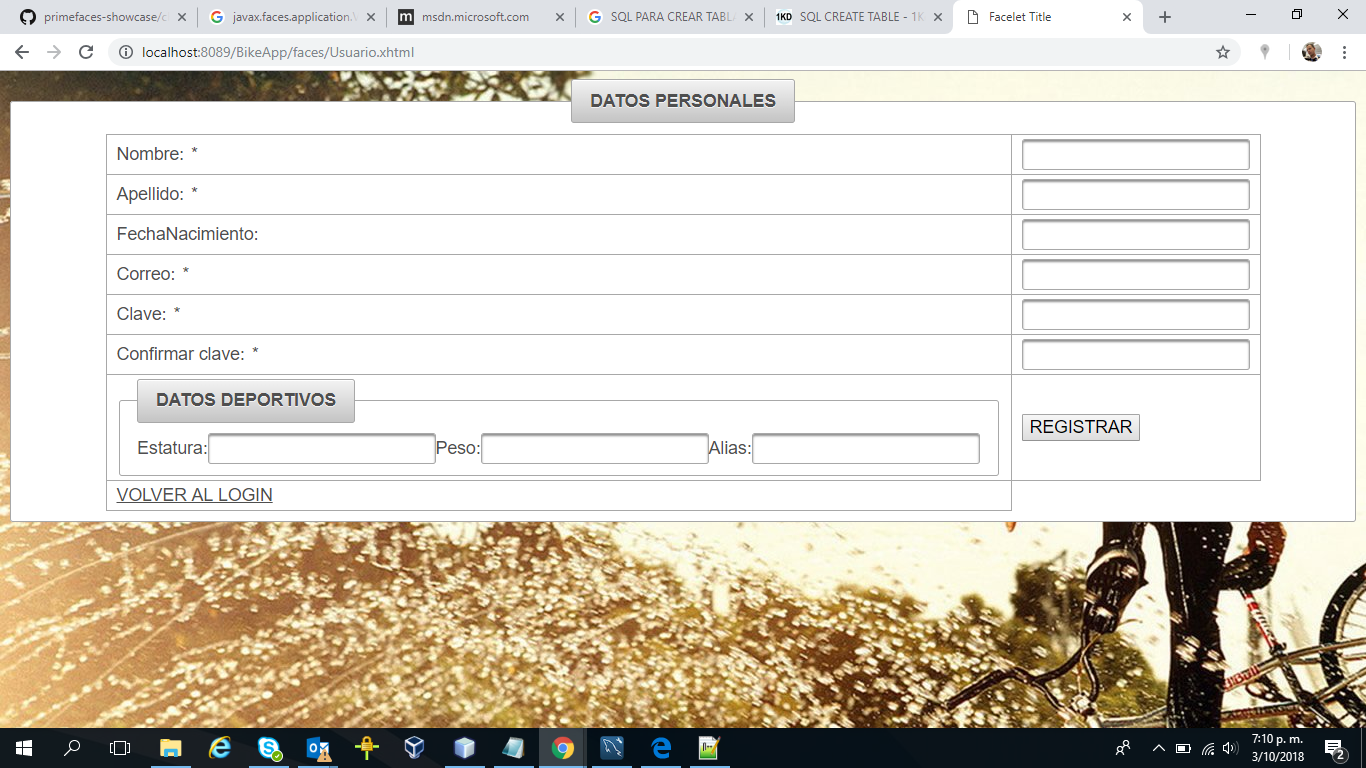 primefaces-showcase/c
javax.faces.application.
msdn.microsoft.com
SQL PARA CREAR TABL
1KD SQL CREATE TABLE - 1K
Facelet Title
localhost:8089/BikeApp/faces/Usuario.xhtml
DATOS PERSONALES
Nombre: *
Apellido: *
FechaNacimiento:
Correo: *
Clave: *
Confirmar clave: *
DATOS DEPORTIVOS
Estatura: Peso: Alias:
REGISTRAR
VOLVER AL LOGIN
7:10 p. m.
3/10/2018
2